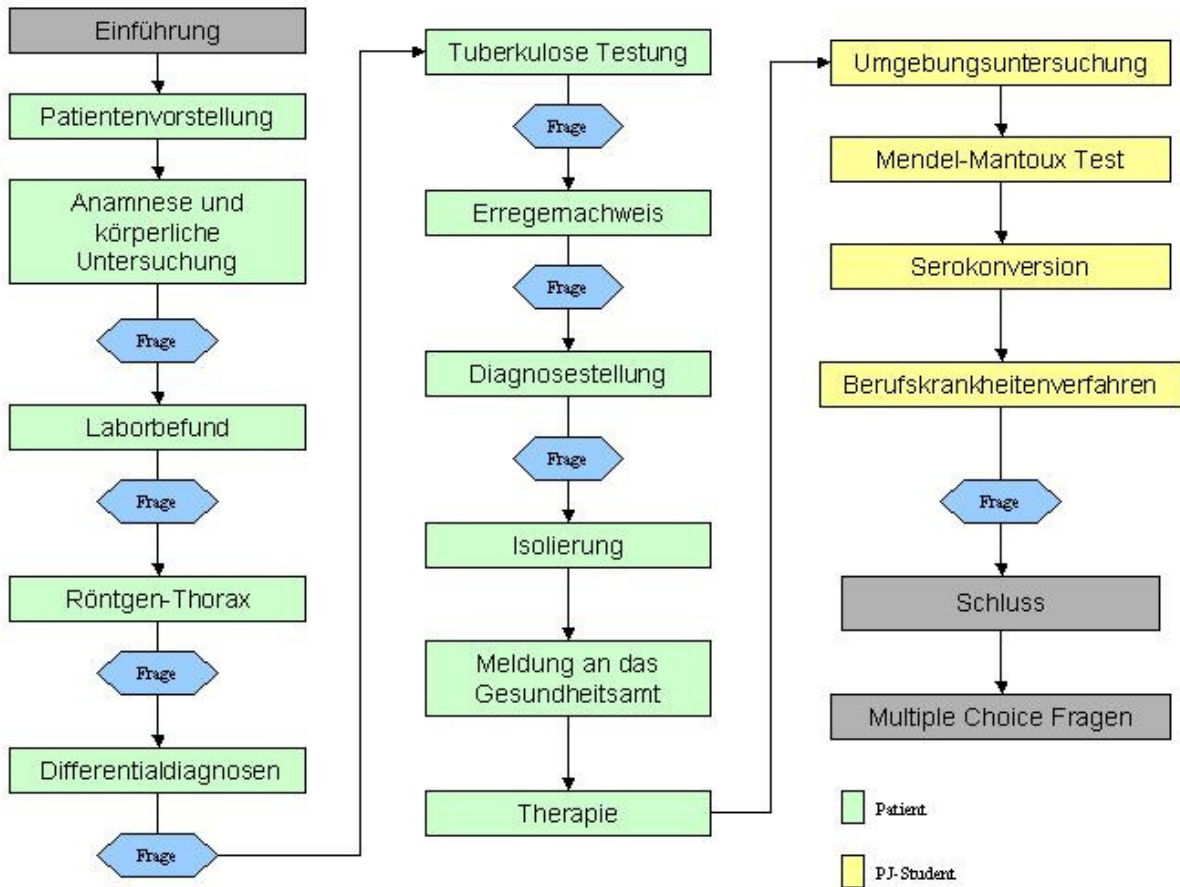 Einführung
Patientenvorstellung
Anamnese und
körperliche
Untersuchung
Frage
Laborbefund
Frage
Röntgen-Thorax
Frage
Differentialdiagnosen
Frage
Tuberkulose Testung
Frage
Erregernachweis
Frage
Diagnosestellung
Frage
Isolierung
Meldung an das
Gesundheitsamt
Therapie
Umgebungsuntersuchung
Mendel-Mantoux Test
Serokonversion
Berufskrankheitenverfahren
Frage
Schluss
Multiple Choice Fragen
Patient
PJ-Student